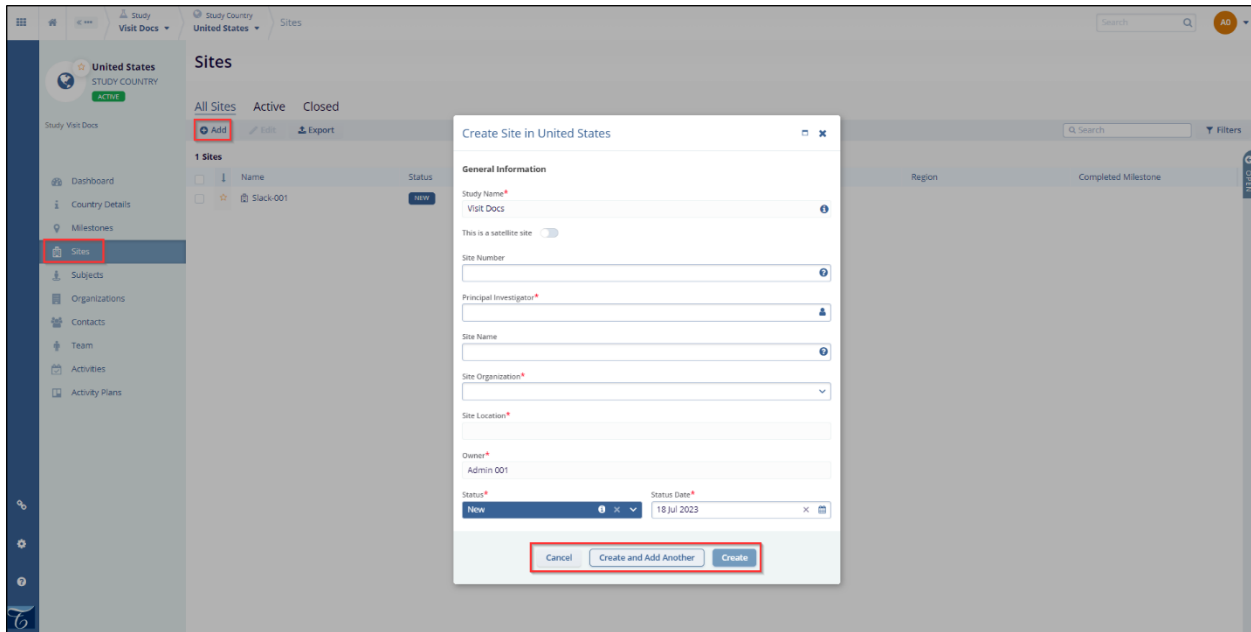 Study
Visit Docs
Study Country
United States
Sites
Search
AO
United States
STUDY COUNTRY
ACTIVE
Study Visit Docs
Dashboard
Country Details
Milestones
Sites
Subjects
Organizations
Contacts
Team
Activities
Activity Plans
Sites
All Sites Active Closed
Add Edit Export
Search
Filters
1 Sites
Name Status Region Completed Milestone
Slack-001 NEW
OPEN
Create Site in United States
General Information
Study Name*
Visit Docs
This is a satellite site
Site Number
Principal Investigator*
Site Name
Site Organization*
Site Location*
Owner*
Admin 001
Status* Status Date*
New 18 Jul 2023
Cancel Create and Add Another Create